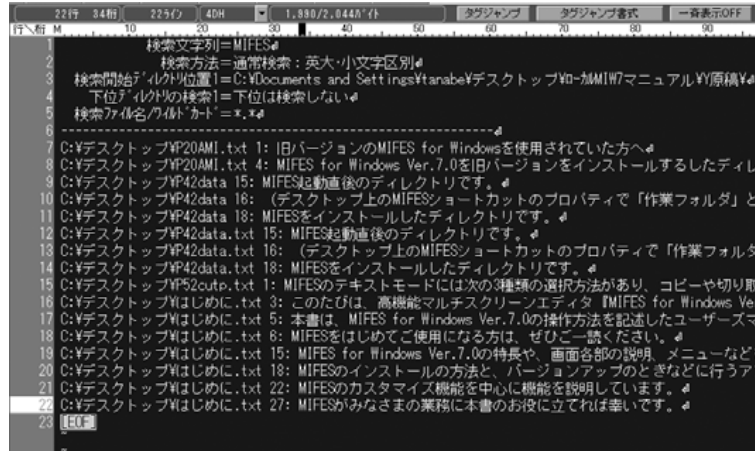 22行 84桁 22ﾗｲﾝ 4DH 1.990/2.044ﾊﾞｲﾄ タグジャンプ タグジャンプ書式 一斉表示OFF
行＼桁 M 10 20 30 40 50 60 70 80 90
1 検索文字列＝MIFES
2 検索方法＝通常検索：英大・小文字区別
3 検索開始ﾃﾞｨﾚｸﾄﾘ位置1＝C:¥Documents and Settings¥tanabe¥デスクトップ¥ﾛｰｶﾙMIW7マニュアル¥Y原稿¥
4 下位ﾃﾞｨﾚｸﾄﾘの検索1＝下位は検索しない
5 検索ﾌｧｲﾙ名/ﾜｲﾙﾄﾞｶｰﾄﾞ＝*.*
6 ------------------------------------------------------------
7 C:¥デスクトップ¥P20AMI.txt 1: 旧バージョンのMIFES for Windowsを使用されていた方へ
8 C:¥デスクトップ¥P20AMI.txt 4: MIFES for Windows Ver.7.0を旧バージョンをインストールするしたディレ
9 C:¥デスクトップ¥P42data 15: MIFES起動直後のディレクトリです。
10 C:¥デスクトップ¥P42data 16: （デスクトップ上のMIFESショートカットのプロパティで「作業フォルダ」と
11 C:¥デスクトップ¥P42data 18: MIFESをインストールしたディレクトリです。
12 C:¥デスクトップ¥P42data.txt 15: MIFES起動直後のディレクトリです。
13 C:¥デスクトップ¥P42data.txt 16: （デスクトップ上のMIFESショートカットのプロパティで「作業フォルダ
14 C:¥デスクトップ¥P42data.txt 18: MIFESをインストールしたディレクトリです。
15 C:¥デスクトップ¥P52cutp.txt 1: MIFESのテキストモードには次の3種類の選択方法があり、コピーや切り取
16 C:¥デスクトップ¥はじめに.txt 3: このたびは、高機能マルチスクリーンエディタ『MIFES for Windows Ve
17 C:¥デスクトップ¥はじめに.txt 5: 本書は、MIFES for Windows Ver.7.0の操作方法を記述したユーザーズマ
18 C:¥デスクトップ¥はじめに.txt 6: MIFESをはじめてご使用になる方は、ぜひご一読ください。
19 C:¥デスクトップ¥はじめに.txt 15: MIFES for Windows Ver.7.0の特長や、画面各部の説明、メニューなど
20 C:¥デスクトップ¥はじめに.txt 18: MIFESのインストールの方法と、バージョンアップのときなどに行うア
21 C:¥デスクトップ¥はじめに.txt 22: MIFESのカスタマイズ機能を中心に機能を説明しています。
22 C:¥デスクトップ¥はじめに.txt 27: MIFESがみなさまの業務に本書のお役に立てれば幸いです。
23 [EOF]